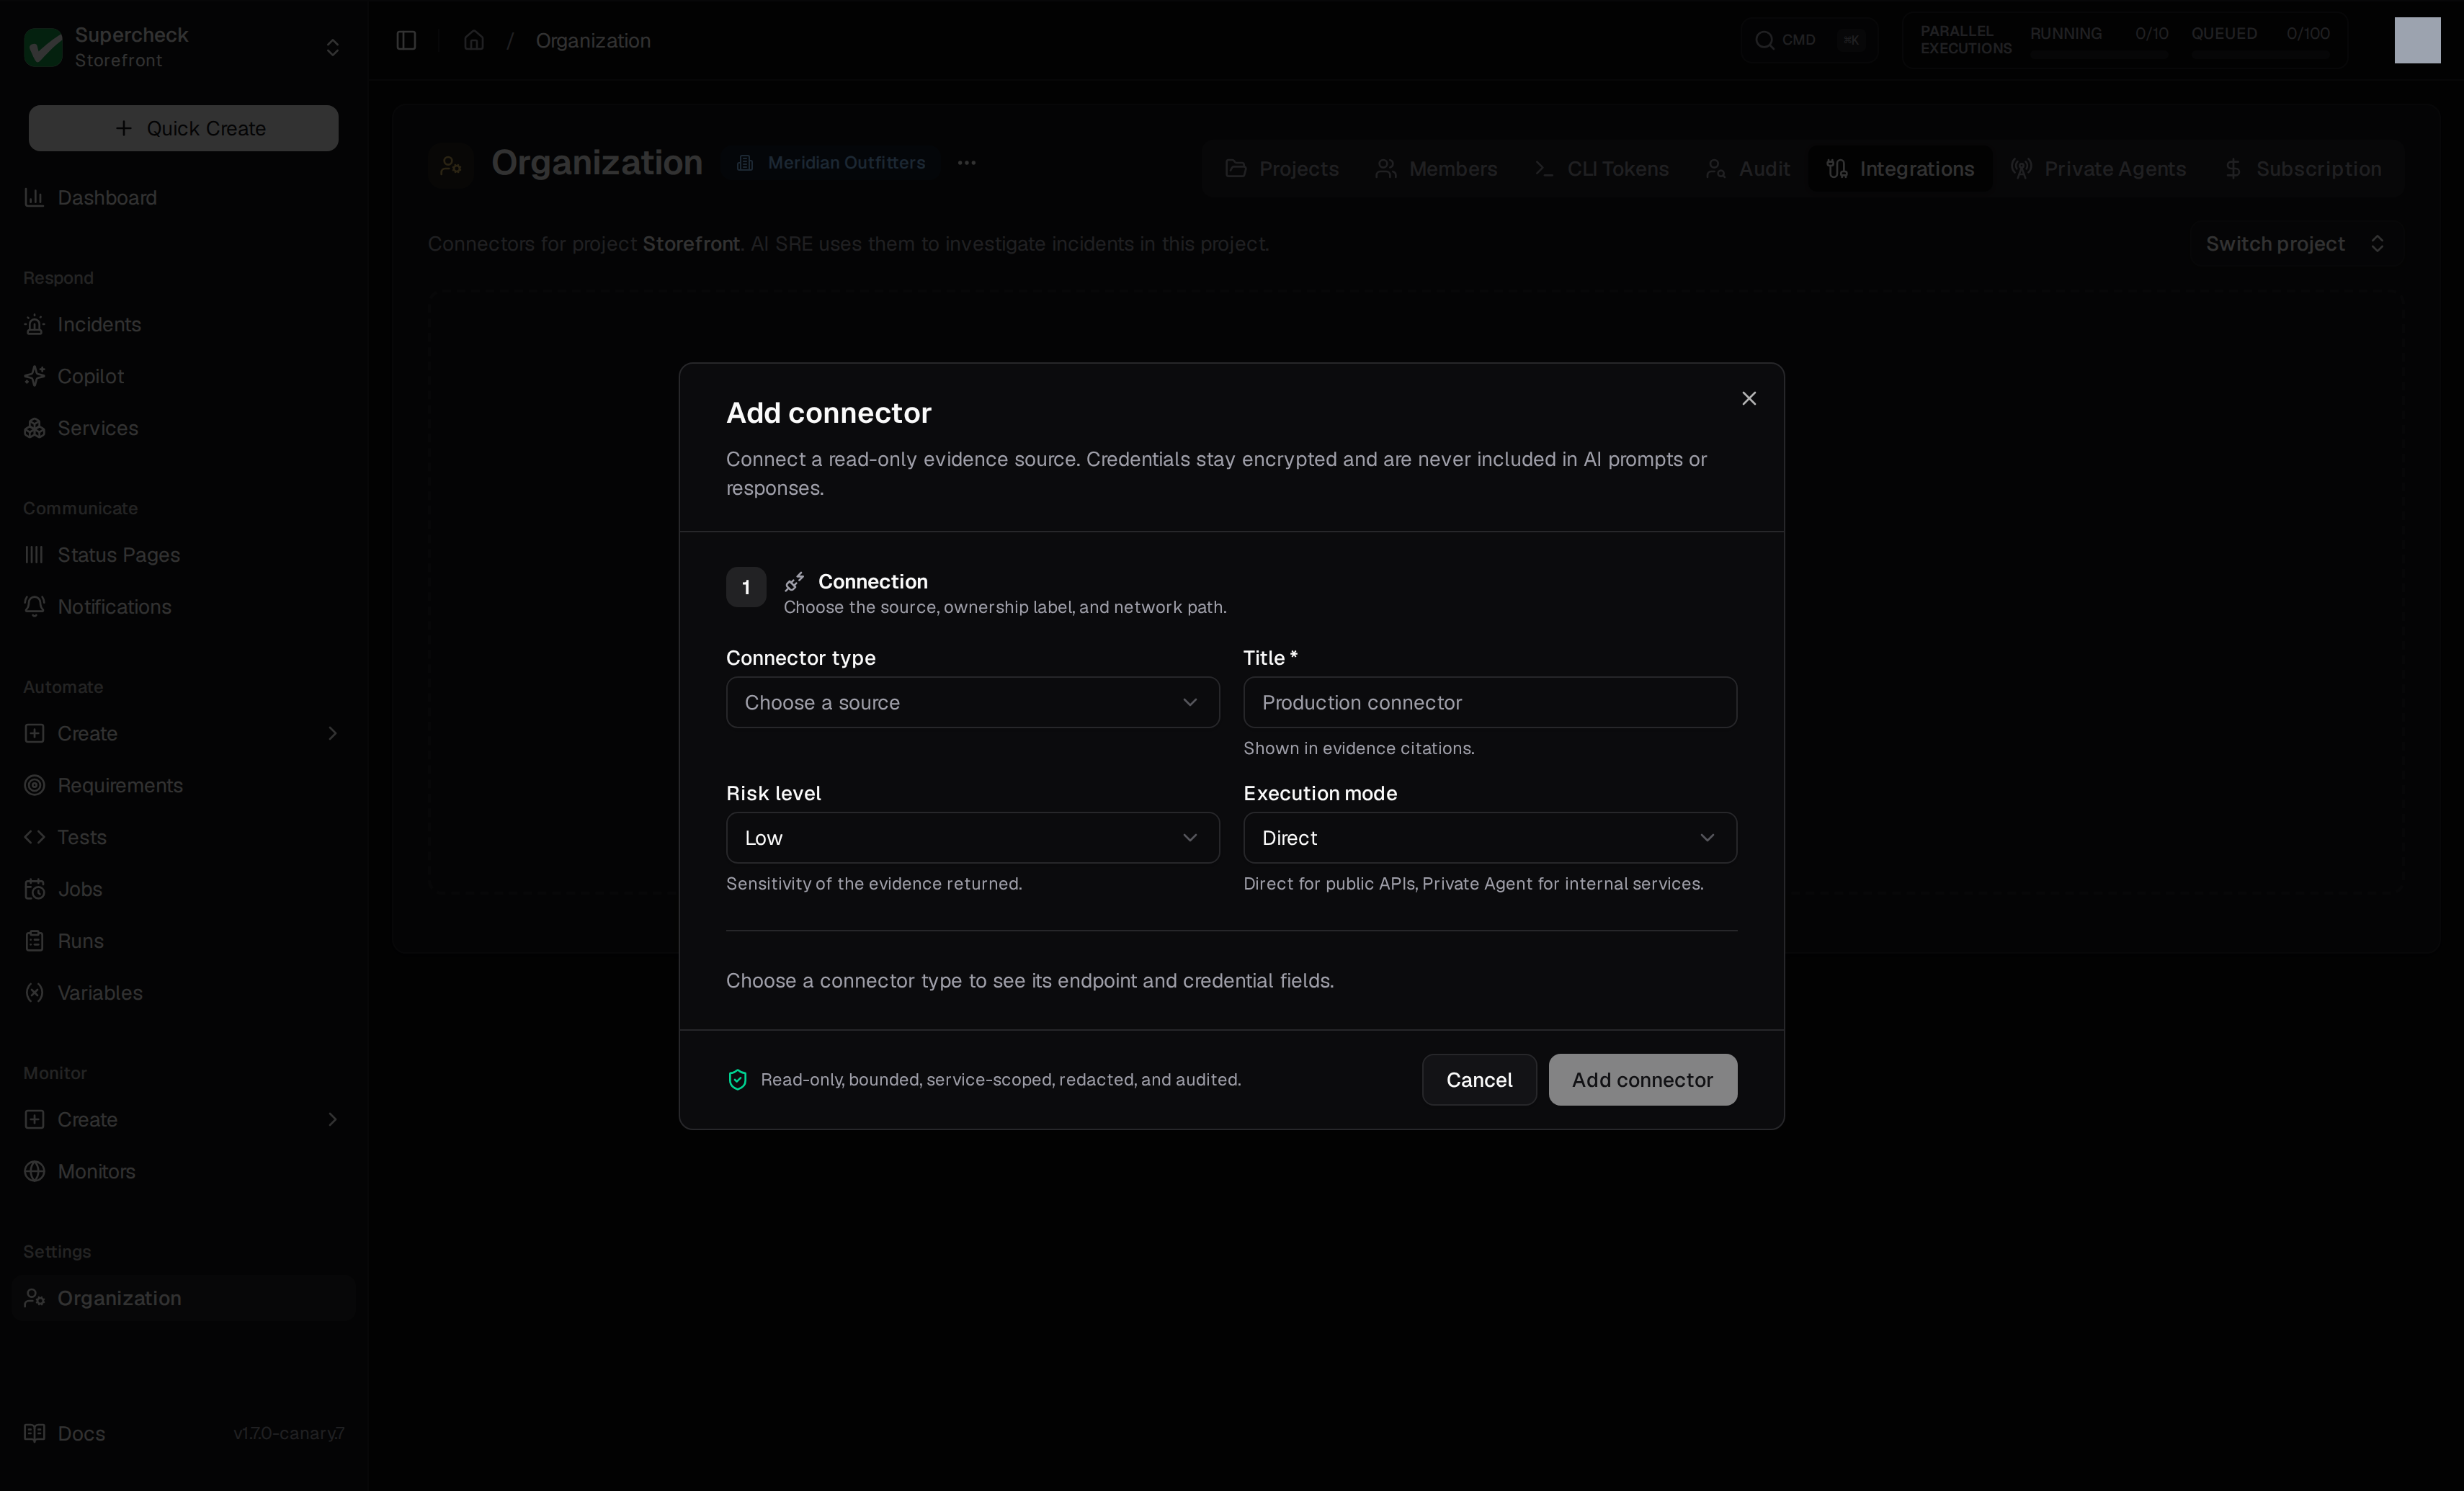 Supercheck
Storefront
Quick Create
Dashboard
Respond
Incidents
Copilot
Services
Communicate
Status Pages
Notifications
Automate
Create
Requirements
Tests
Jobs
Runs
Variables
Monitor
Create
Monitors
Settings
Organization
Docs v1.7.0-canary.7
/ Organization
CMD ⌘K
PARALLEL EXECUTIONS
RUNNING 0/10 QUEUED 0/100
Organization Meridian Outfitters
Projects Members CLI Tokens Audit Integrations Private Agents Subscription
Connectors for project Storefront. AI SRE uses them to investigate incidents in this project.
Switch project
Add connector
Connect a read-only evidence source. Credentials stay encrypted and are never included in AI prompts or
responses.
1 Connection
Choose the source, ownership label, and network path.
Connector type Title *
Choose a source Production connector
Shown in evidence citations.
Risk level Execution mode
Low Direct
Sensitivity of the evidence returned. Direct for public APIs, Private Agent for internal services.
Choose a connector type to see its endpoint and credential fields.
Read-only, bounded, service-scoped, redacted, and audited.
Cancel Add connector